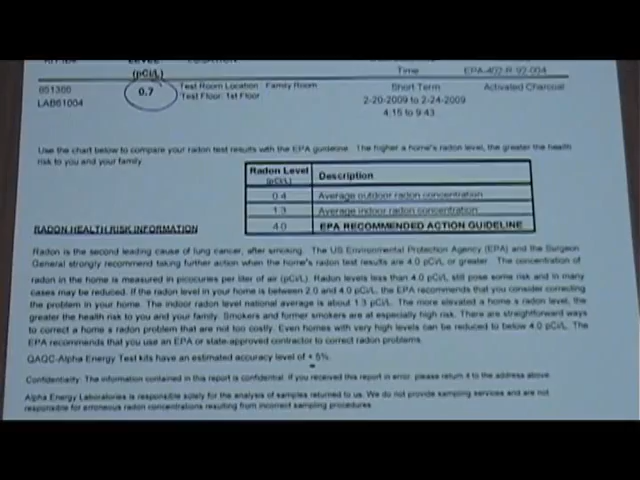 LEVEL
(pCi/L)
Time EPA-402-R-92-004
851360 0.7 Test Room Location : Family Room Short Term Activated Charcoal
LAB61004 Test Floor: 1st Floor 2-20-2009 to 2-24-2009
4:15 to 9:43
Use the chart below to compare your radon test results with the EPA guideline. The higher a home's radon level, the greater the health
risk to you and your family.
Radon Level Description
(pCi/L)
0.4 Average outdoor radon concentration
1.3 Average indoor radon concentration
4.0 EPA RECOMMENDED ACTION GUIDELINE
RADON HEALTH RISK INFORMATION
Radon is the second leading cause of lung cancer, after smoking. The US Environmental Protection Agency (EPA) and the Surgeon
General strongly recommend taking further action when the home's radon test results are 4.0 pCi/L or greater. The concentration of
radon in the home is measured in picocuries per liter of air (pCi/L). Radon levels less than 4.0 pCi/L still pose some risk and in many
cases may be reduced. If the radon level in your home is between 2.0 and 4.0 pCi/L, the EPA recommends that you consider correcting
the problem in your home. The indoor radon level national average is about 1.3 pCi/L. The more elevated a home's radon level, the
greater the health risk to you and your family. Smokers and former smokers are at especially high risk. There are straightforward ways
to correct a home's radon problem that are not too costly. Even homes with very high levels can be reduced to below 4.0 pCi/L. The
EPA recommends that you use an EPA or state-approved contractor to correct radon problems.
QAQC-Alpha Energy Test kits have an estimated accuracy level of + 5%.
Confidentiality: The information contained in this report is confidential. If you received this report in error, please return it to the address above.
Alpha Energy Laboratories is responsible solely for the analysis of samples returned to us. We do not provide sampling services and are not
responsible for erroneous radon concentrations resulting from incorrect sampling procedures.